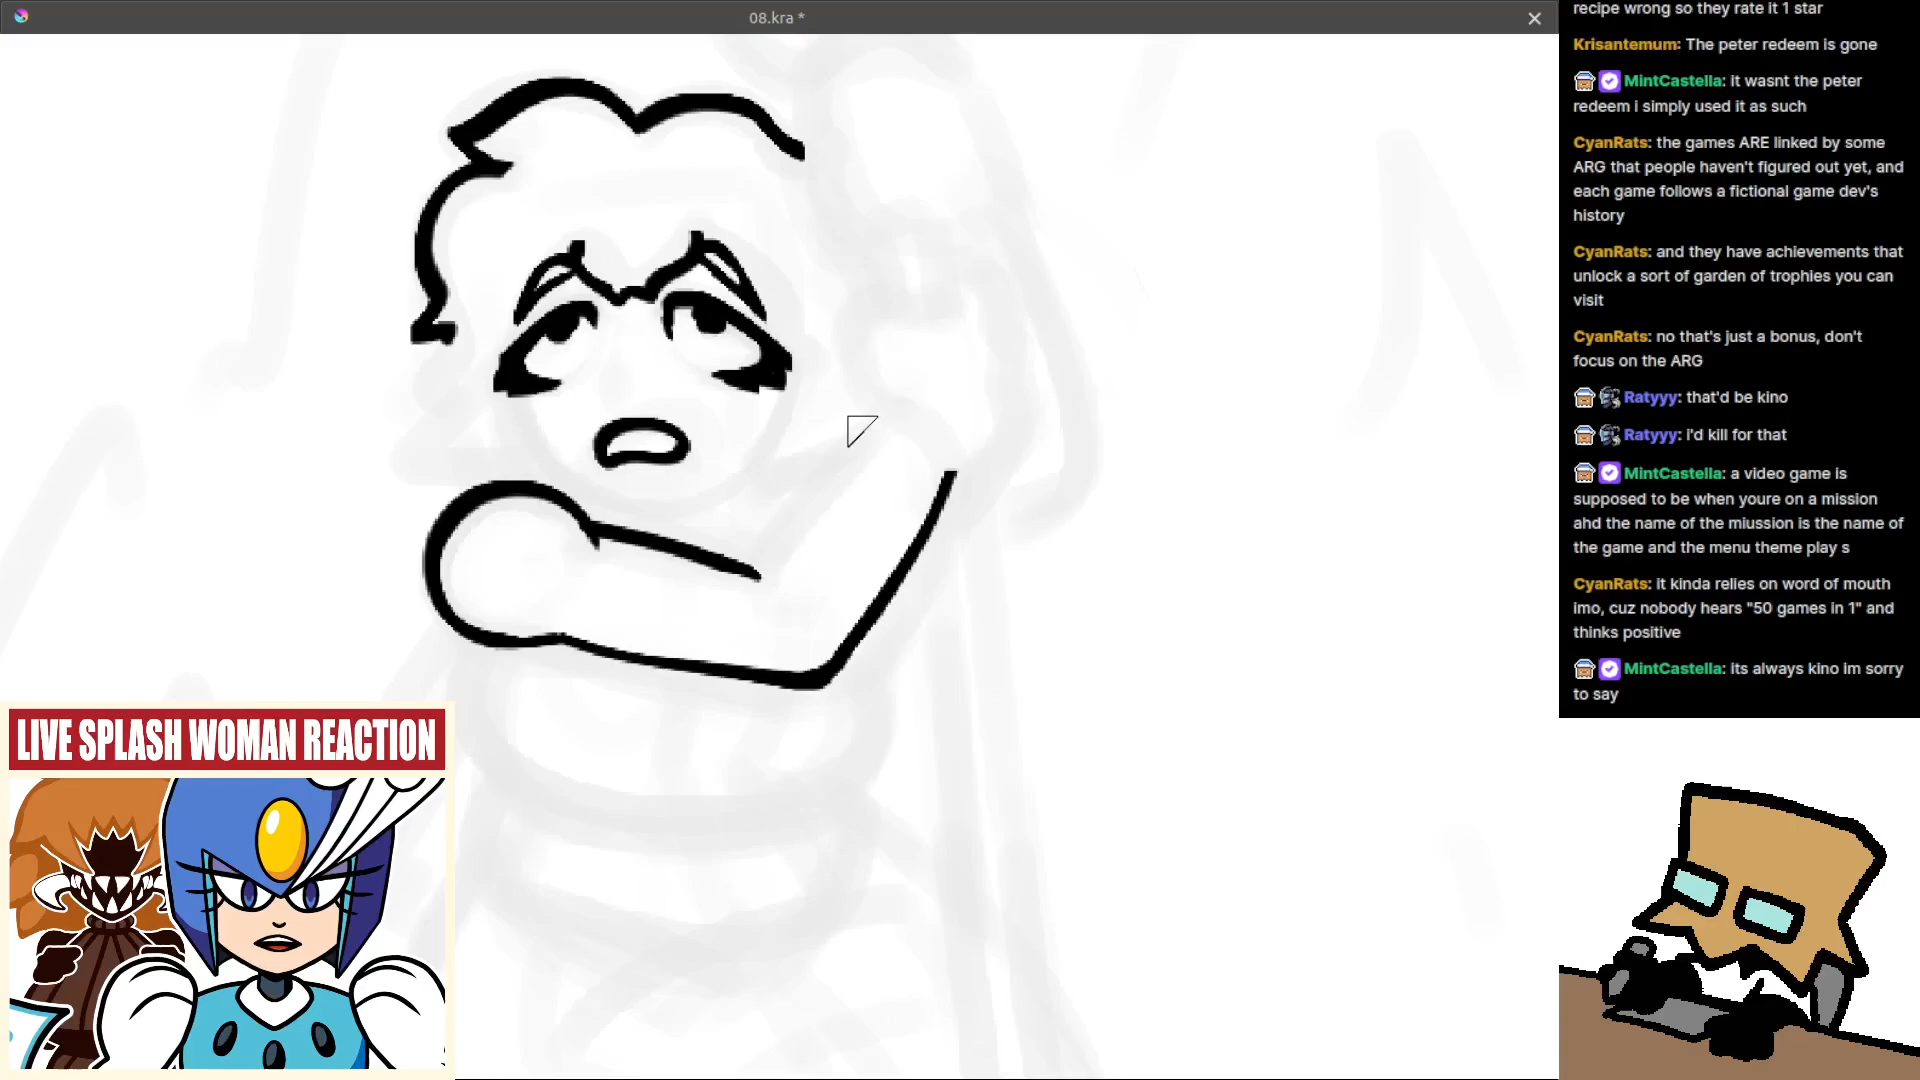 08.kra *
recipe wrong so they rate it 1 star
Krisantemum: The peter redeem is gone
MintCastella: it wasnt the peter
redeem i simply used it as such
CyanRats: the games ARE linked by some
ARG that people haven't figured out yet, and
each game follows a fictional game dev's
history
CyanRats: and they have achievements that
unlock a sort of garden of trophies you can
visit
CyanRats: no that's just a bonus, don't
focus on the ARG
Ratyyy: that'd be kino
Ratyyy: i'd kill for that
MintCastella: a video game is
supposed to be when youre on a mission
ahd the name of the miussion is the name of
the game and the menu theme play s
CyanRats: it kinda relies on word of mouth
imo, cuz nobody hears "50 games in 1" and
thinks positive
MintCastella: its always kino im sorry
to say
LIVE SPLASH WOMAN REACTION